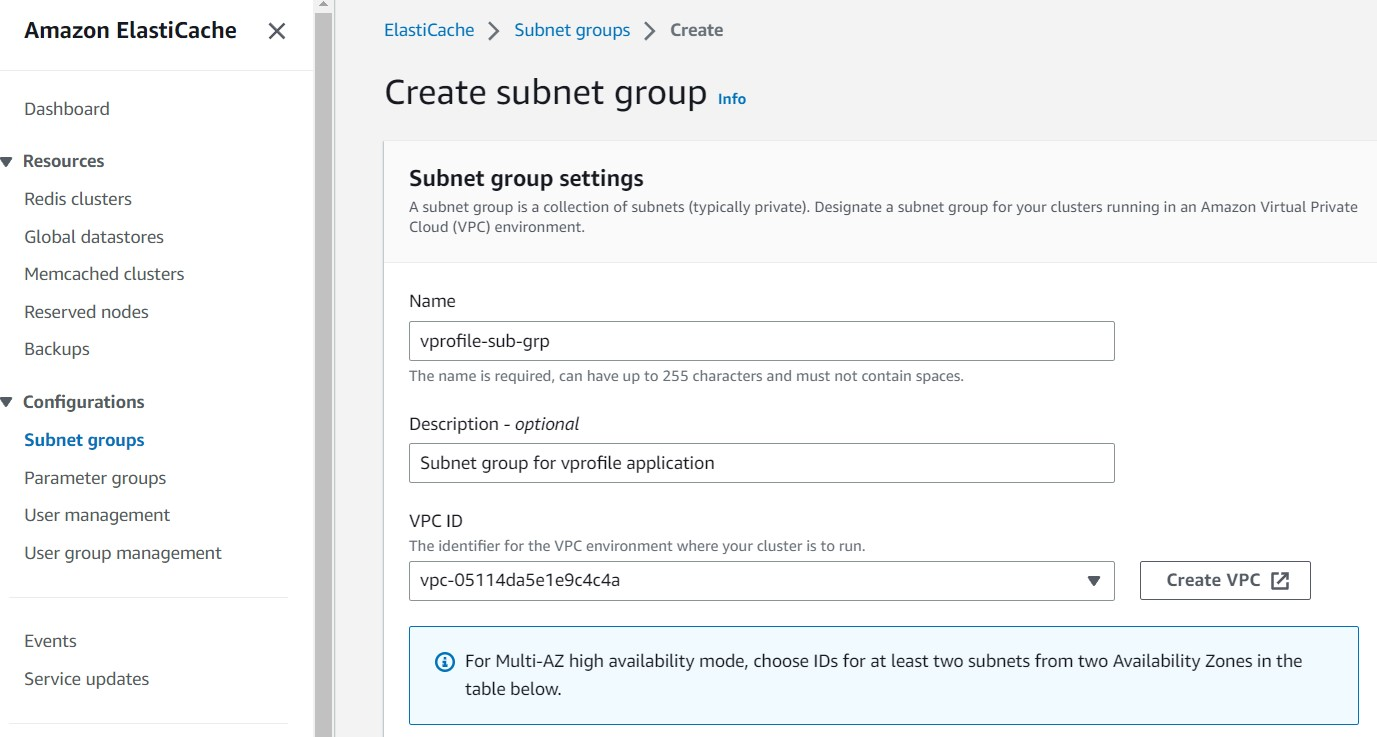 Amazon ElastiCache
Dashboard
Resources
Redis clusters
Global datastores
Memcached clusters
Reserved nodes
Backups
Configurations
Subnet groups
Parameter groups
User management
User group management
Events
Service updates
ElastiCache > Subnet groups > Create
Create subnet group Info
Subnet group settings
A subnet group is a collection of subnets (typically private). Designate a subnet group for your clusters running in an Amazon Virtual Private
Cloud (VPC) environment.
Name
vprofile-sub-grp
The name is required, can have up to 255 characters and must not contain spaces.
Description - optional
Subnet group for vprofile application
VPC ID
The identifier for the VPC environment where your cluster is to run.
vpc-05114da5e1e9c4c4a
Create VPC
For Multi-AZ high availability mode, choose IDs for at least two subnets from two Availability Zones in the
table below.